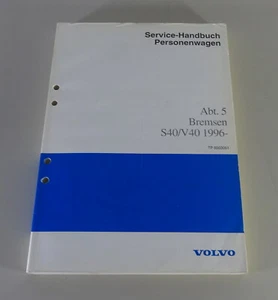 Service-Handbuch
Personenwagen
Abt. 5
Bremsen
S40/V40 1996-
VOLVO